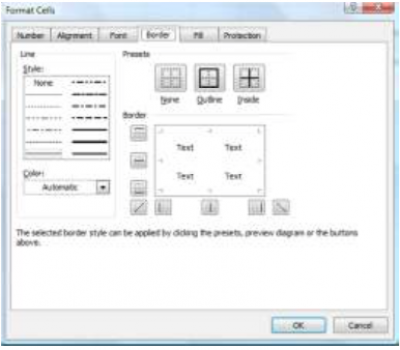 Format Cells
Number Alignment Font Border Fill Protection
Line
Style:
None
Color:
Automatic
Presets
None Outline Inside
Border
Text Text
Text Text
The selected border style can be applied by clicking the presets, preview diagram or the buttons
above.
OK Cancel